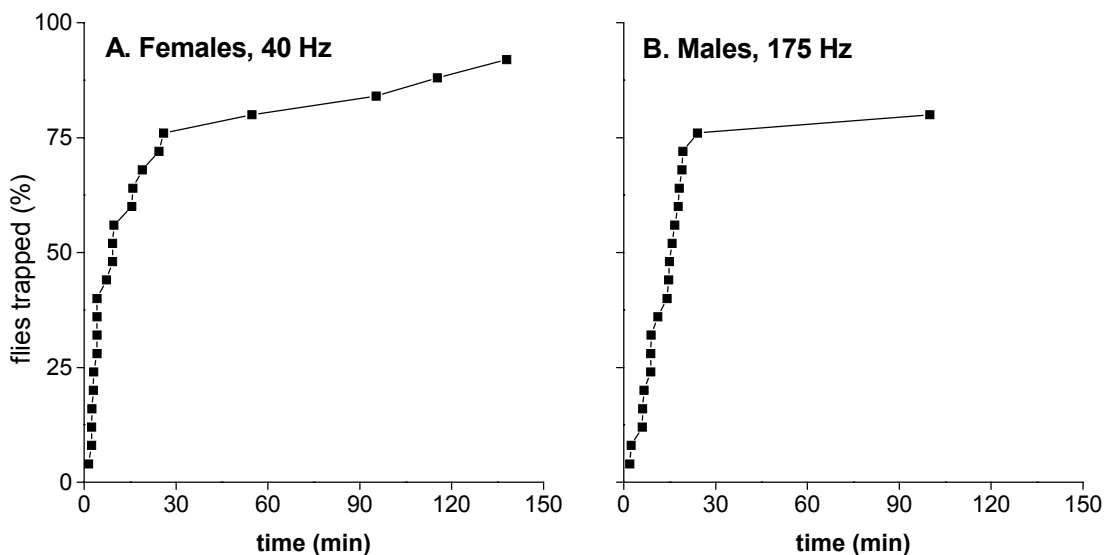 A. Females, 40 Hz
B. Males, 175 Hz
flies trapped (%)
100
75
50
25
0
0 30 60 90 120 150
0 30 60 90 120 150
time (min)
time (min)